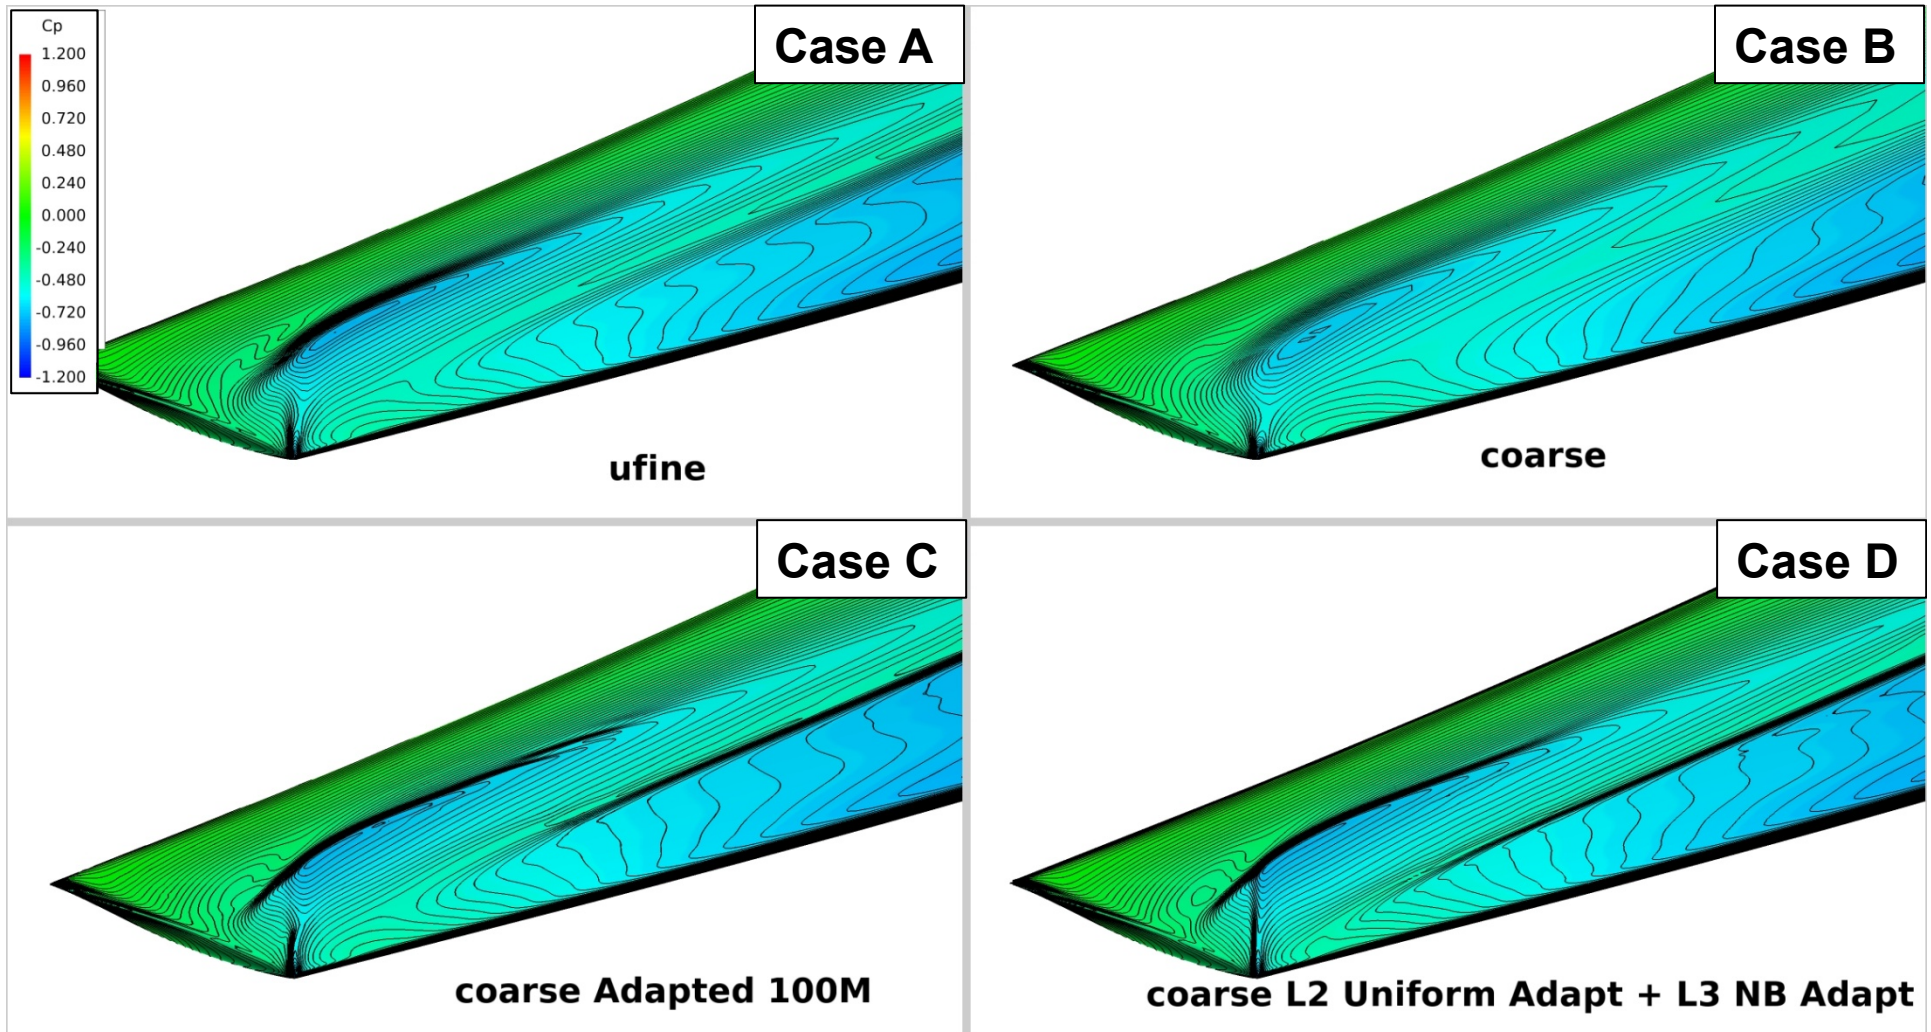 Cp
1.200
0.960
0.720
0.480
0.240
0.000
-0.240
-0.480
-0.720
-0.960
-1.200
Case A
ufine
Case B
coarse
Case C
coarse Adapted 100M
Case D
coarse L2 Uniform Adapt + L3 NB Adapt